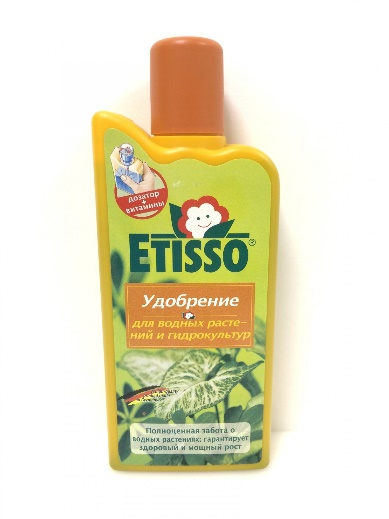 дозатор
+
витамины
ETISSO®
Удобрение
для водных расте-
ний и гидрокультур
Полноценная забота о
водных растениях: гарантирует
здоровый и мощный рост